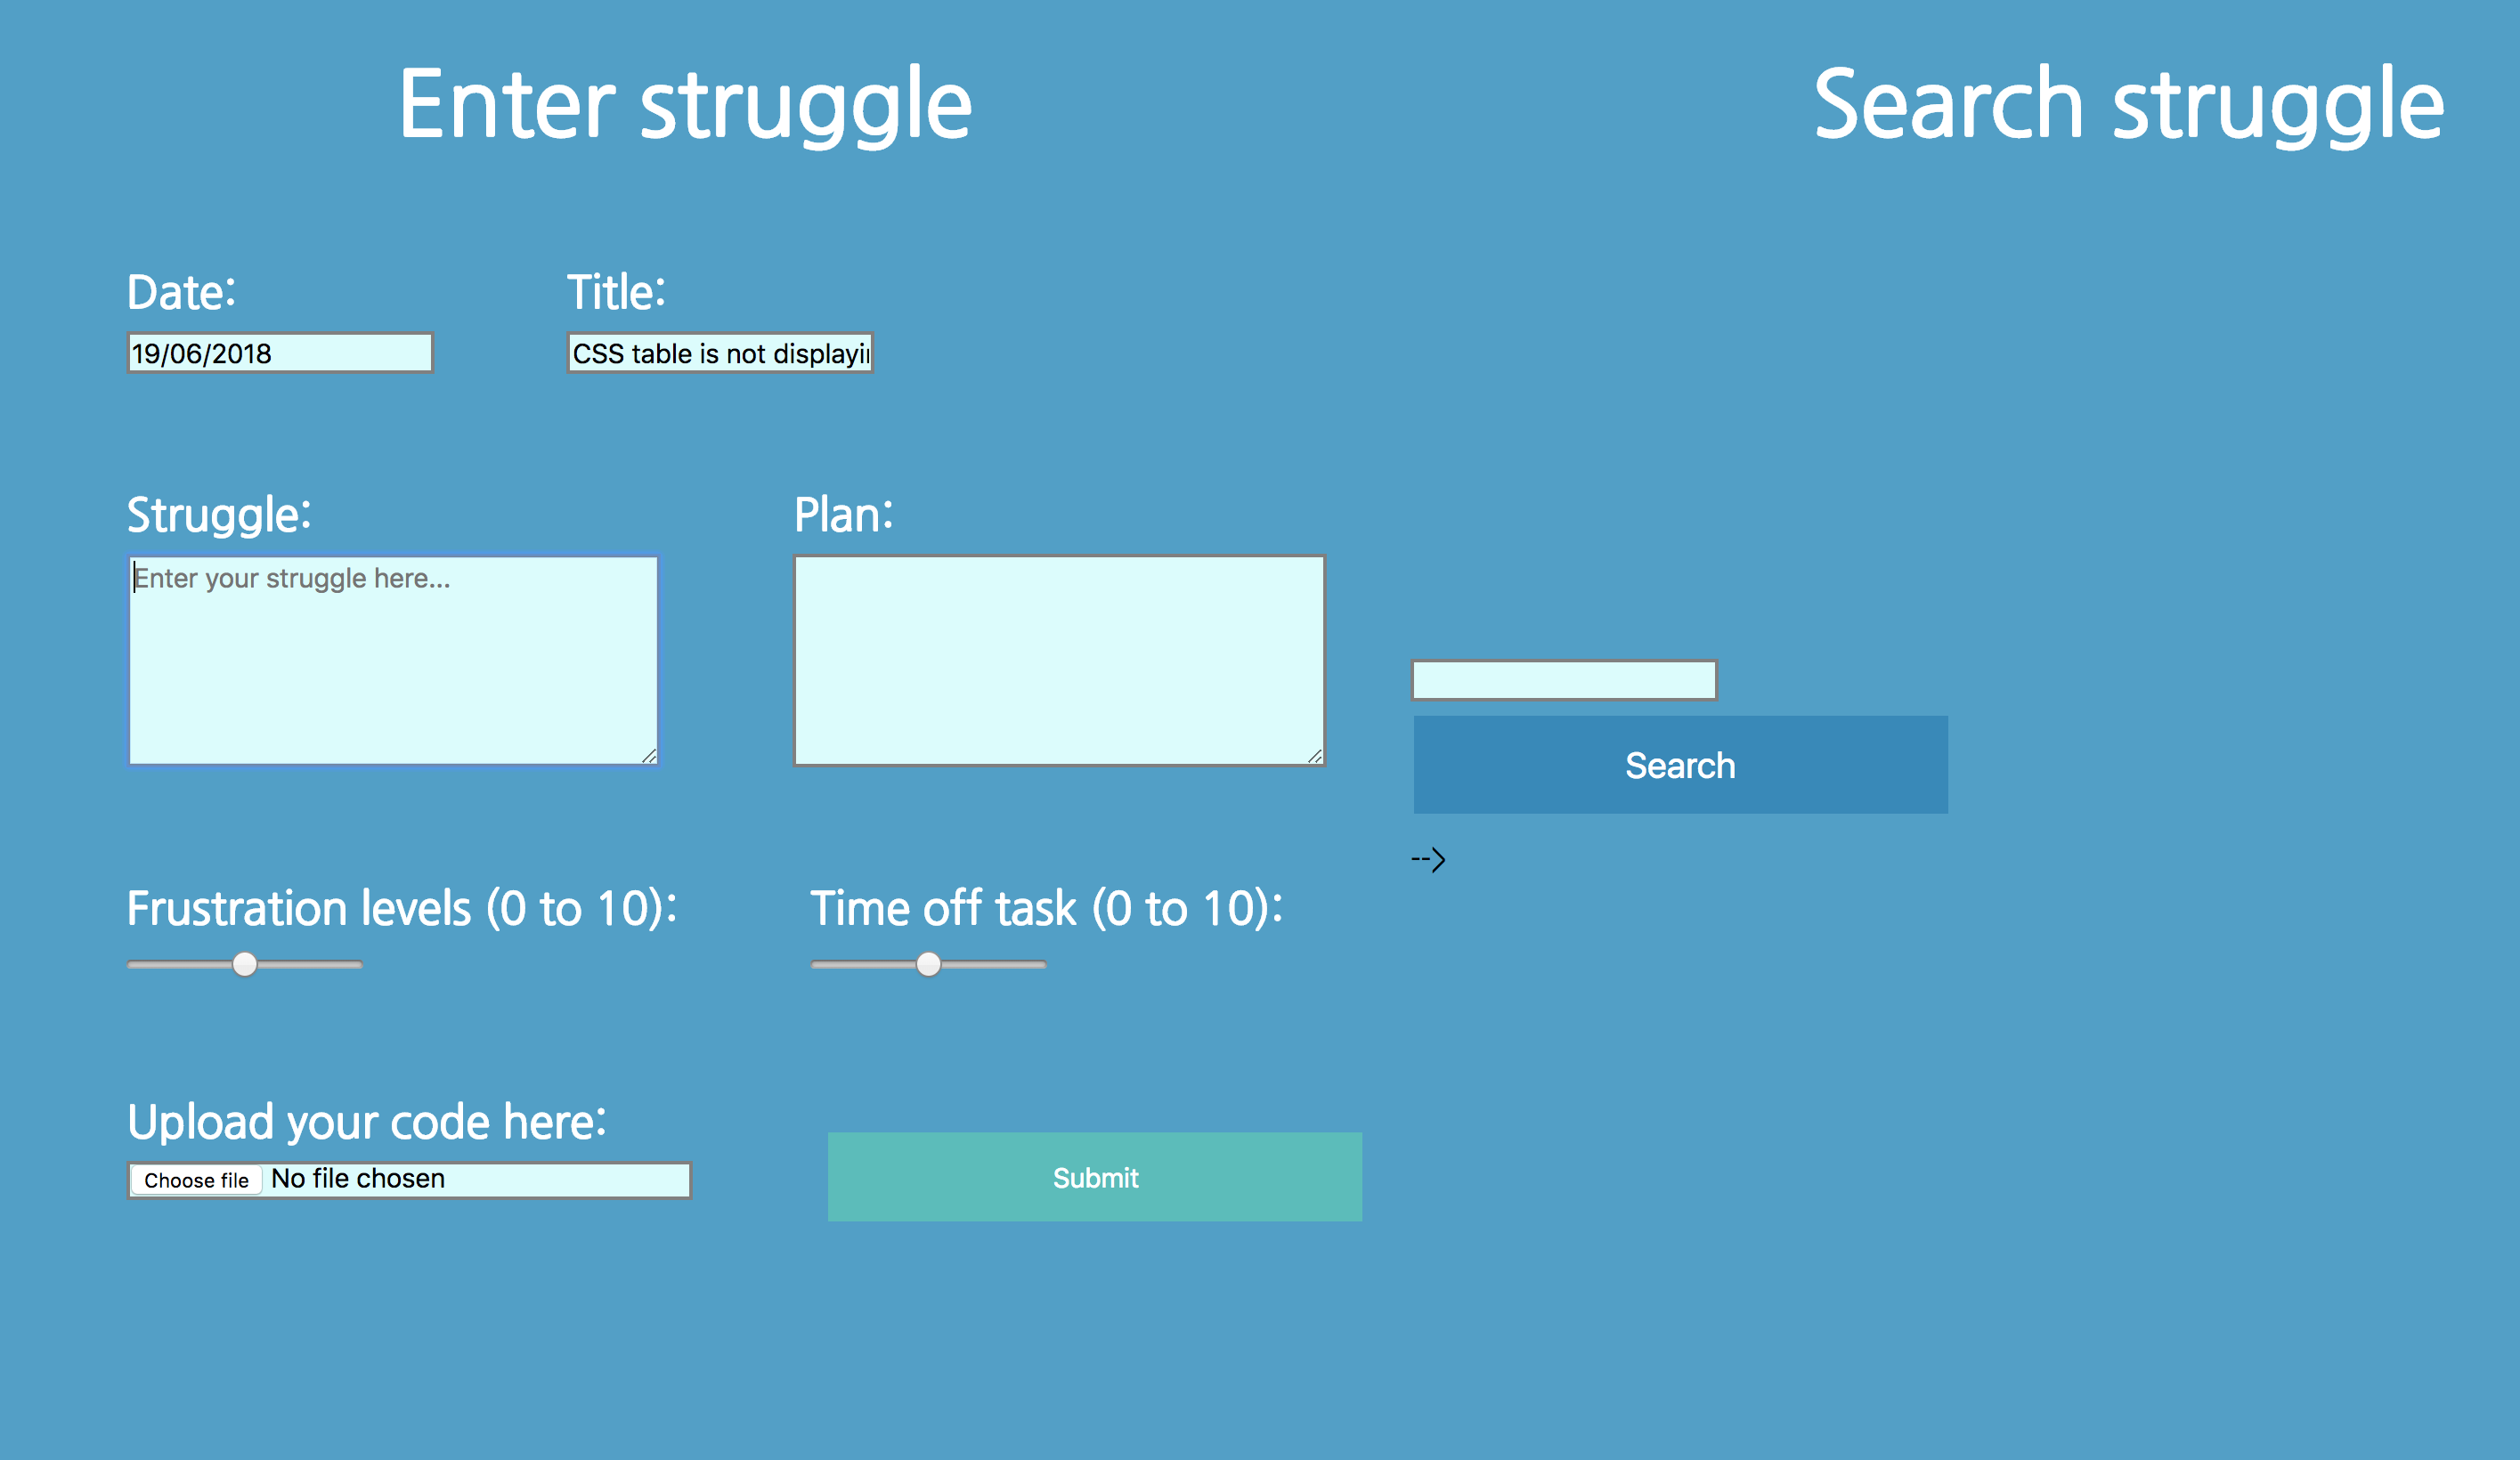 Enter struggle
Search struggle
Date:
Title:
19/06/2018
CSS table is not displayi
Struggle:
Plan:
Enter your struggle here...
Search
-->
Frustration levels (0 to 10):
Time off task (0 to 10):
Upload your code here:
Choose file No file chosen
Submit